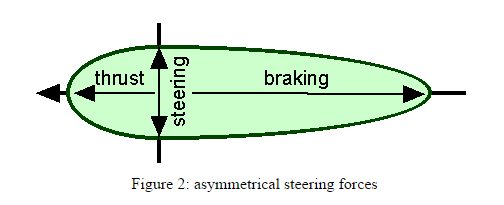 thrust
steering
braking
Figure 2: asymmetrical steering forces